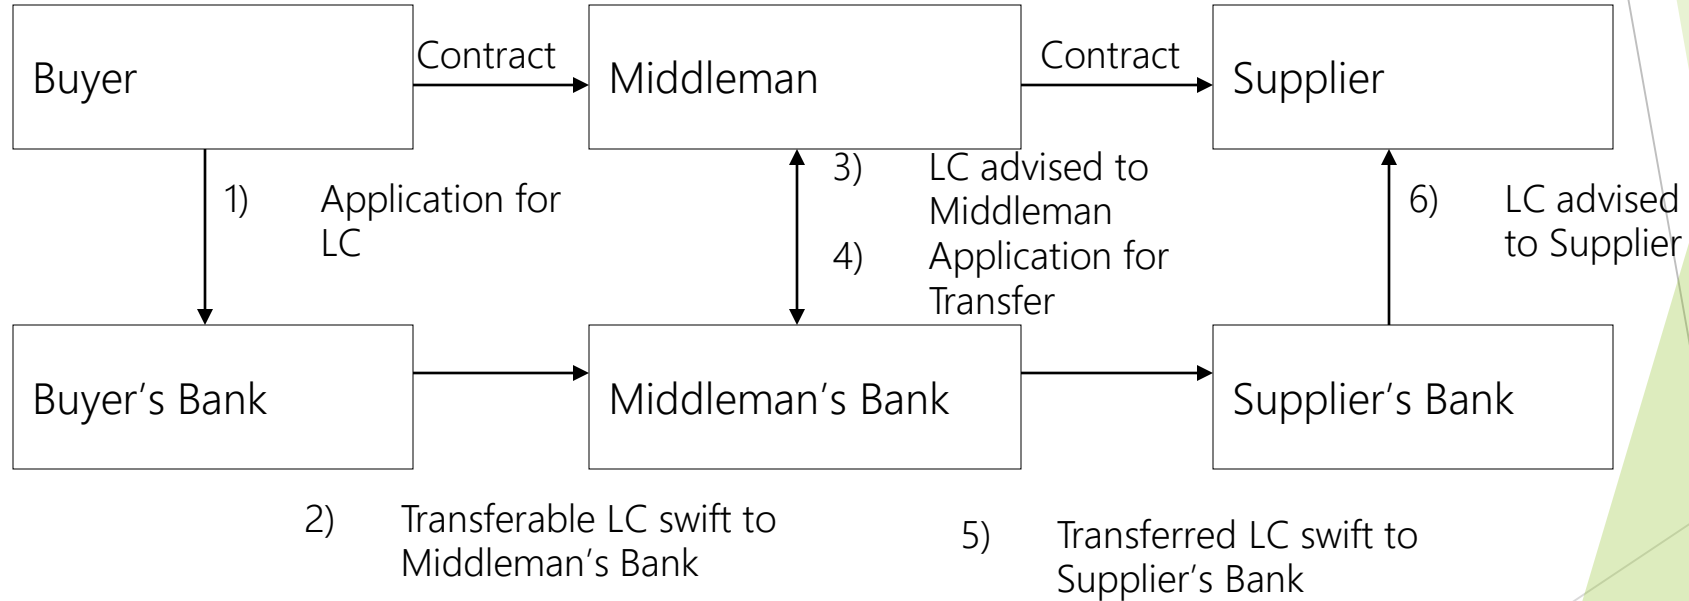 Buyer
Contract
Middleman
Contract
Supplier
1) Application for
LC
3) LC advised to
Middleman
4) Application for
Transfer
6) LC advised
to Supplier
Buyer’s Bank
Middleman’s Bank
Supplier’s Bank
2) Transferable LC swift to
Middleman’s Bank
5) Transferred LC swift to
Supplier’s Bank